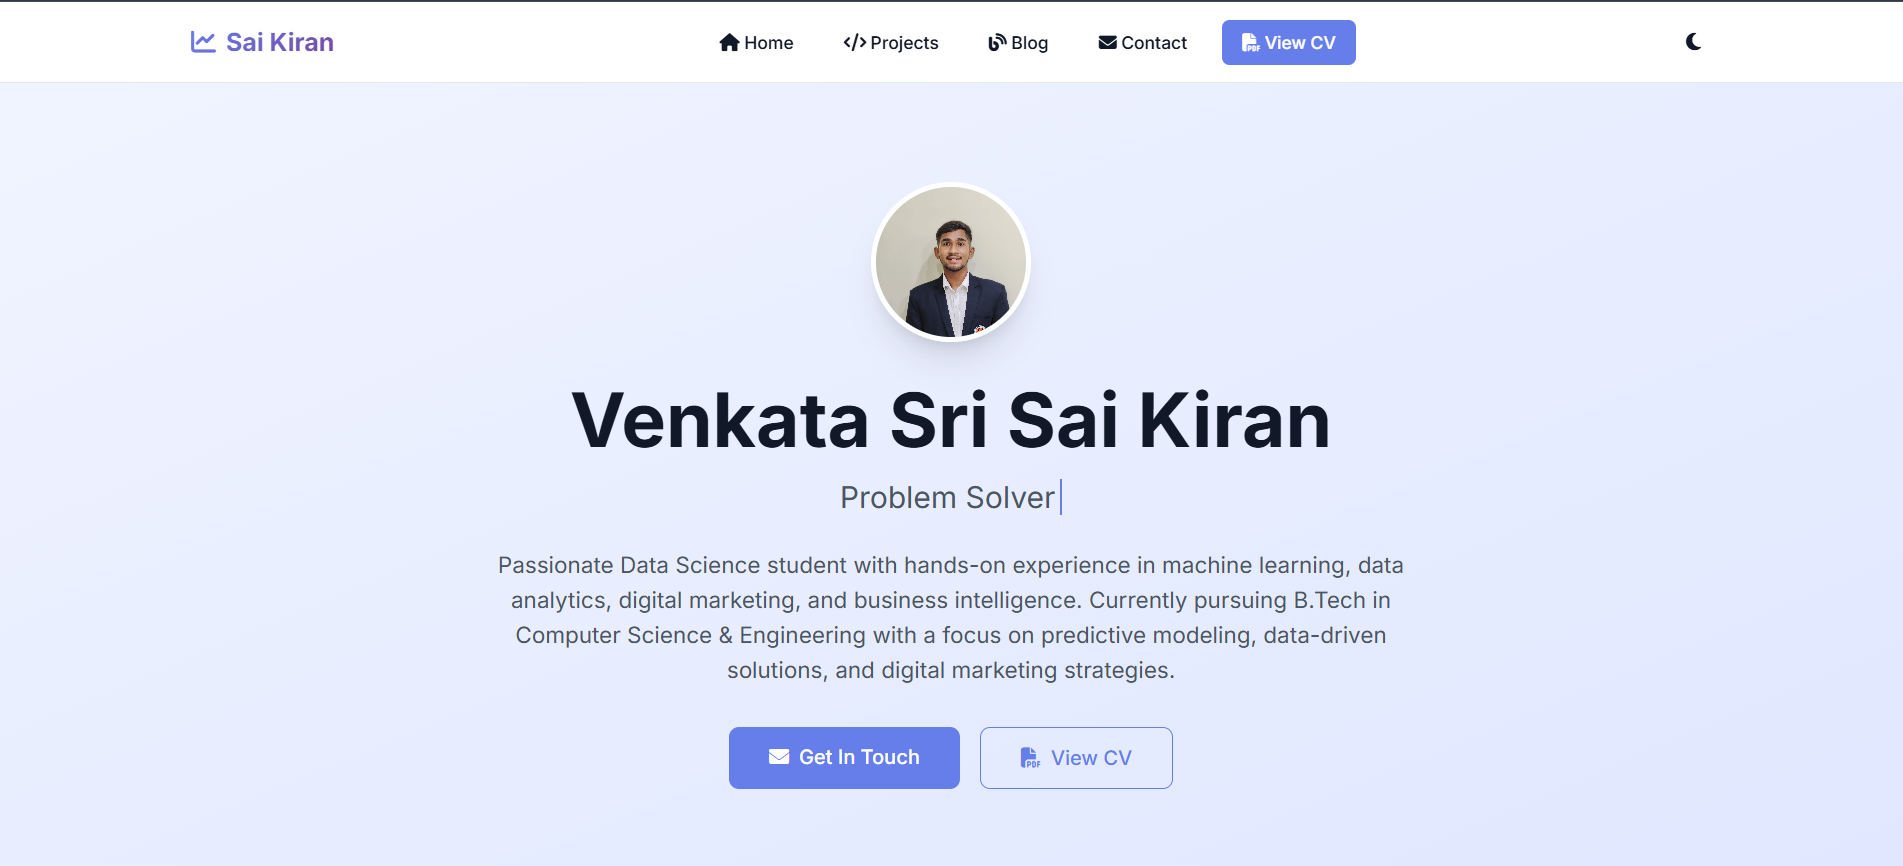 Sai Kiran
Home
Projects
Blog
Contact
View CV
Venkata Sri Sai Kiran
Problem Solver
Passionate Data Science student with hands-on experience in machine learning, data
analytics, digital marketing, and business intelligence. Currently pursuing B.Tech in
Computer Science & Engineering with a focus on predictive modeling, data-driven
solutions, and digital marketing strategies.
Get In Touch
View CV